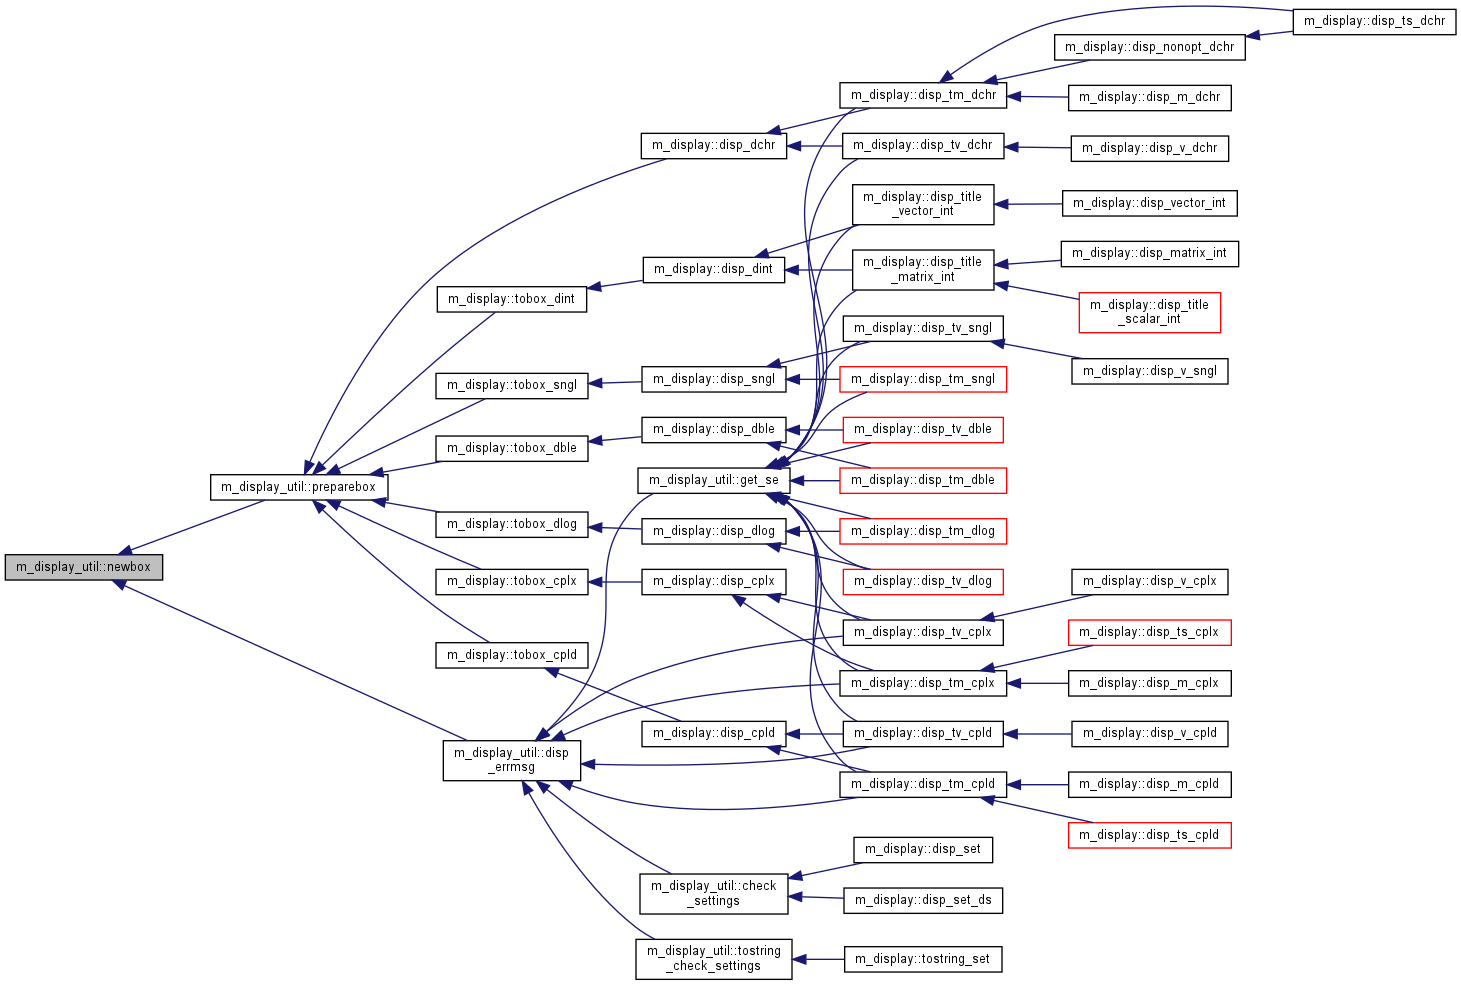 m_display_util::newbox
m_display_util::preparebox
m_display_util::disp
_errmsg
m_display::tobox_dint
m_display::tobox_sngl
m_display::tobox_dble
m_display::tobox_dlog
m_display::tobox_cplx
m_display::tobox_cpld
m_display::disp_dchr
m_display::disp_dint
m_display::disp_sngl
m_display::disp_dble
m_display_util::get_se
m_display::disp_dlog
m_display::disp_cplx
m_display::disp_cpld
m_display_util::check
_settings
m_display_util::tostring
_check_settings
m_display::disp_tm_dchr
m_display::disp_tv_dchr
m_display::disp_title
_vector_int
m_display::disp_title
_matrix_int
m_display::disp_tv_sngl
m_display::disp_tm_sngl
m_display::disp_tv_dble
m_display::disp_tm_dble
m_display::disp_tm_dlog
m_display::disp_tv_dlog
m_display::disp_tv_cplx
m_display::disp_tm_cplx
m_display::disp_tv_cpld
m_display::disp_tm_cpld
m_display::disp_set
m_display::disp_set_ds
m_display::tostring_set
m_display::disp_nonopt_dchr
m_display::disp_m_dchr
m_display::disp_v_dchr
m_display::disp_vector_int
m_display::disp_matrix_int
m_display::disp_title
_scalar_int
m_display::disp_v_sngl
m_display::disp_v_cplx
m_display::disp_ts_cplx
m_display::disp_m_cplx
m_display::disp_v_cpld
m_display::disp_m_cpld
m_display::disp_ts_cpld
m_display::disp_ts_dchr